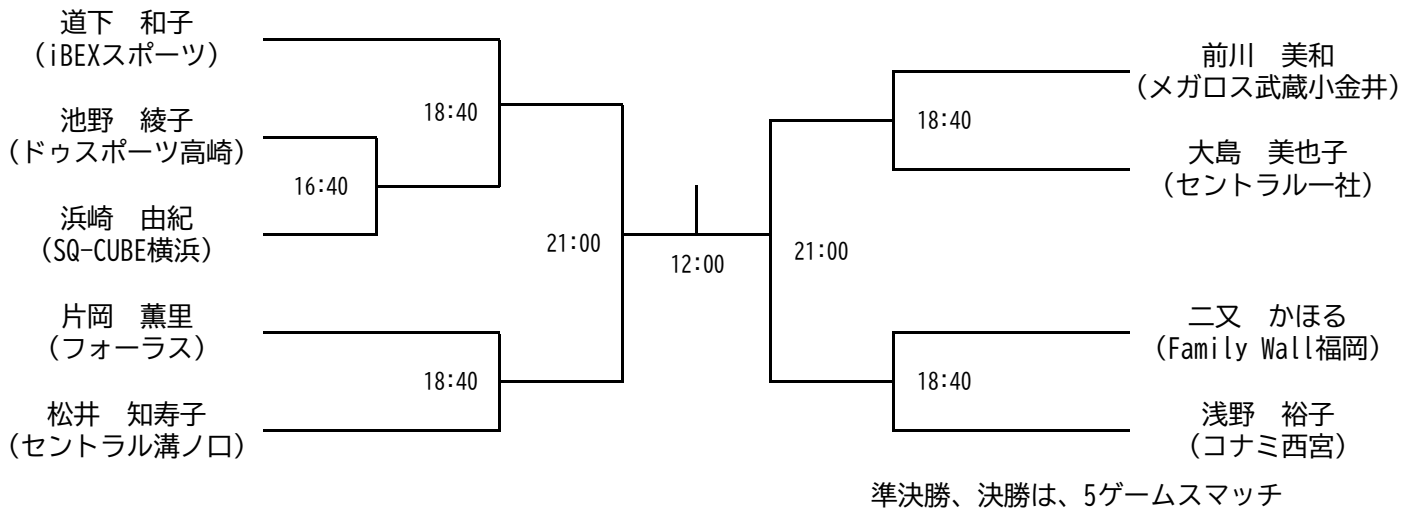 道下　和子
（iBEXスポーツ）
池野　綾子
（ドゥスポーツ高崎）
浜崎　由紀
（SQ-CUBE横浜）
片岡　薫里
（フォーラス）
松井　知寿子
（セントラル溝ノ口）
18:40
16:40
18:40
21:00
12:00
21:00
18:40
18:40
前川　美和
（メガロス武蔵小金井）
大島　美也子
（セントラル一社）
二又　かほる
（Family Wall福岡）
浅野　裕子
（コナミ西宮）
準決勝、決勝は、5ゲームスマッチ